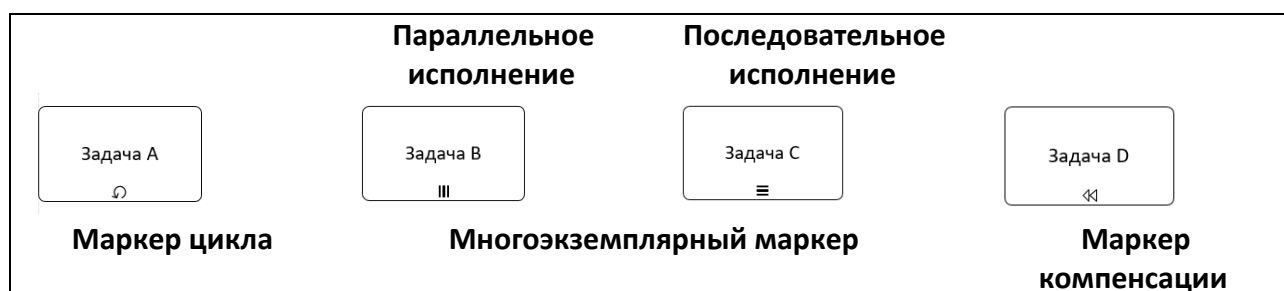 Параллельное
исполнение
Последовательное
исполнение
Задача A
Задача B
Задача C
Задача D
Маркер цикла
Многоэкземплярный маркер
Маркер
компенсации